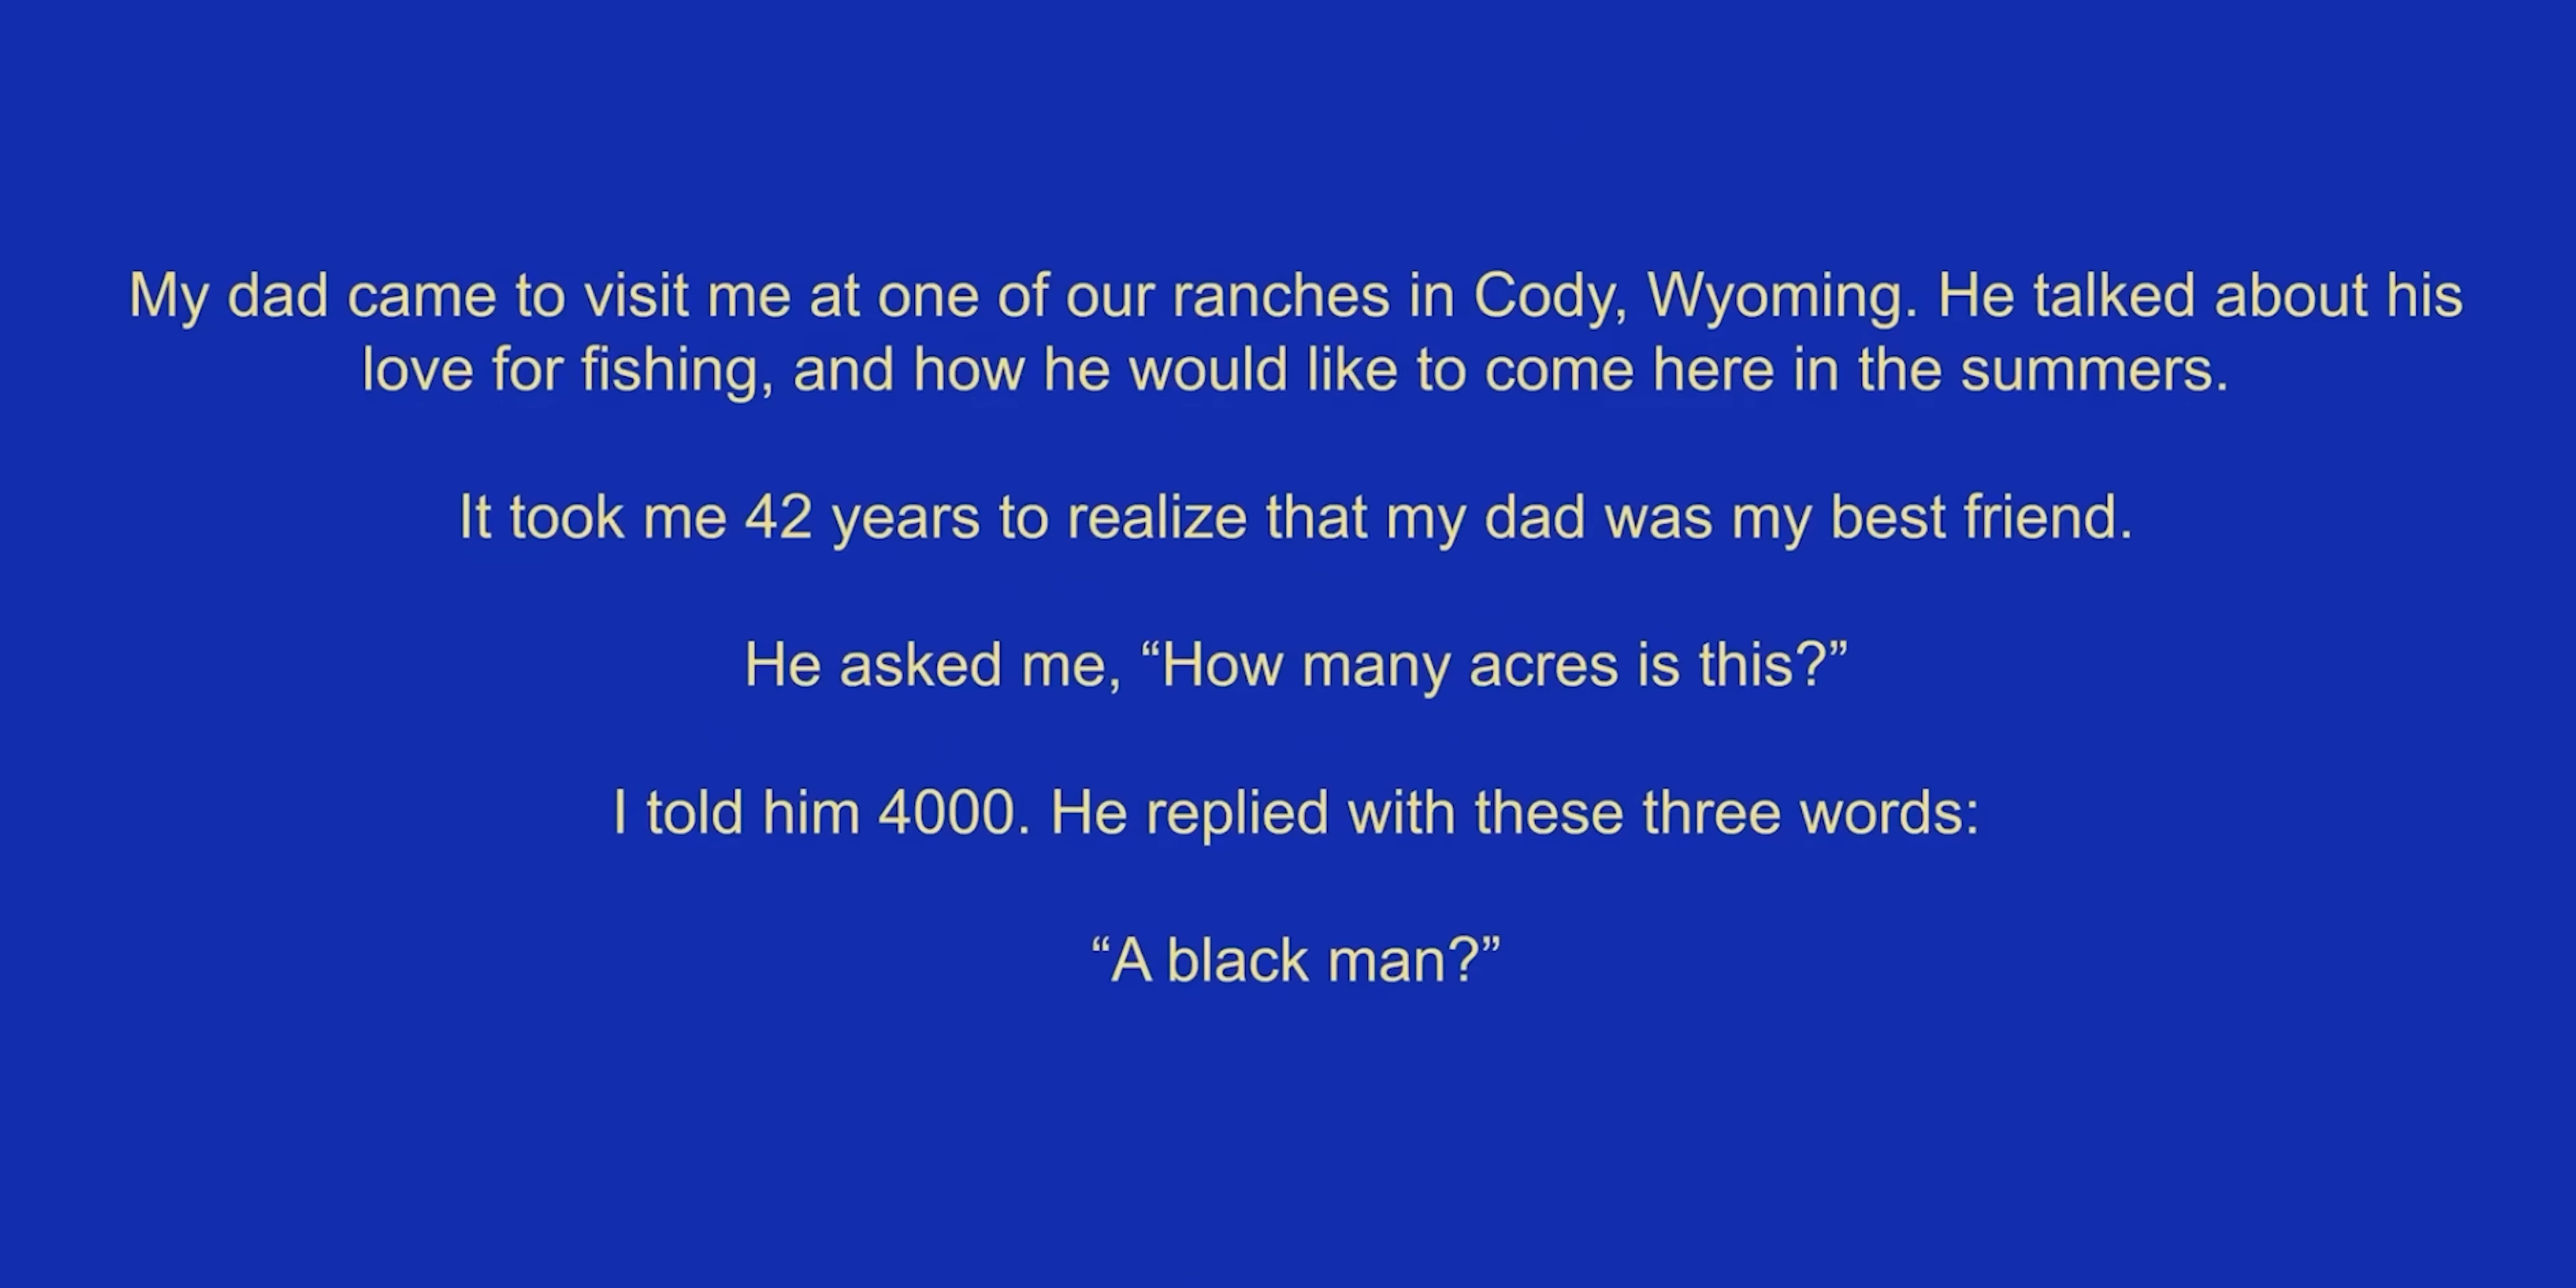 My dad came to visit me at one of our ranches in Cody, Wyoming. He talked about his
love for fishing, and how he would like to come here in the summers.
It took me 42 years to realize that my dad was my best friend.
He asked me, “How many acres is this?”
I told him 4000. He replied with these three words:
“A black man?”